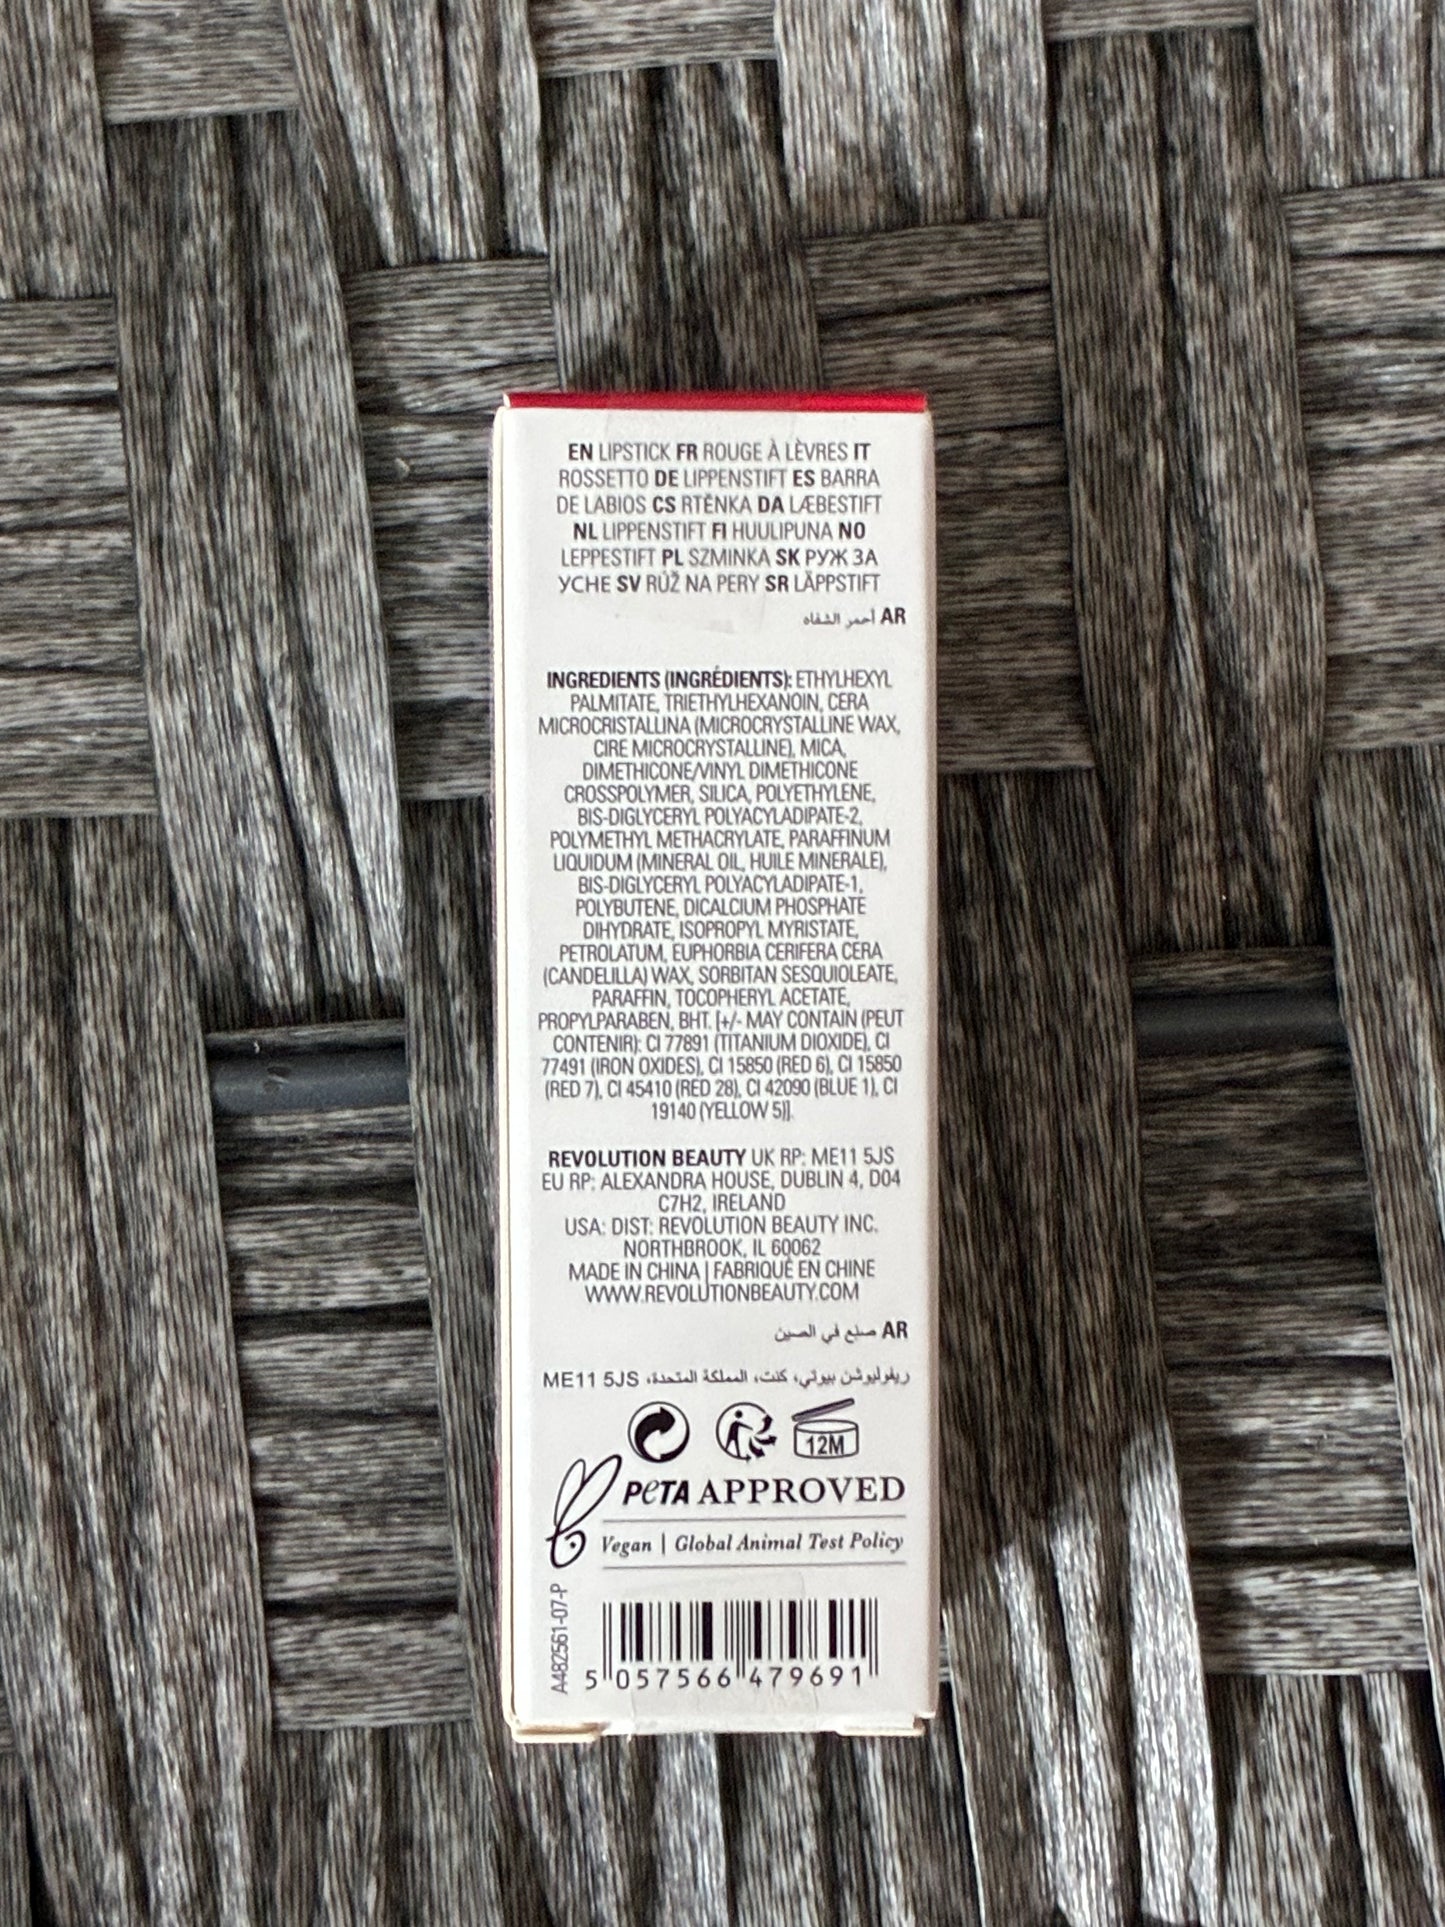 EN LIPSTICK FR ROUGE À LÈVRES IT
ROSSETTO DE LIPPENSTIFT ES BARRA
DE LABIOS CS RTĚNKA DA LÆBESTIFT
NL LIPPENSTIFT FI HUULIPUNA NO
LEPPESTIFT PL SZMINKA SK РУЖ ЗА
УСНЕ SV RÚŽ NA PERY SR LÄPPSTIFT
AR أحمر الشفاه
INGREDIENTS (INGRÉDIENTS): ETHYLHEXYL
PALMITATE, TRIETHYLHEXANOIN, CERA
MICROCRISTALLINA (MICROCRYSTALLINE WAX,
CIRE MICROCRYSTALLINE), MICA,
DIMETHICONE/VINYL DIMETHICONE
CROSSPOLYMER, SILICA, POLYETHYLENE,
BIS-DIGLYCERYL POLYACYLADIPATE-2,
POLYMETHYL METHACRYLATE, PARAFFINUM
LIQUIDUM (MINERAL OIL, HUILE MINERALE),
BIS-DIGLYCERYL POLYACYLADIPATE-1,
POLYBUTENE, DICALCIUM PHOSPHATE
DIHYDRATE, ISOPROPYL MYRISTATE,
PETROLATUM, EUPHORBIA CERIFERA CERA
(CANDELILLA) WAX, SORBITAN SESQUIOLEATE,
PARAFFIN, TOCOPHERYL ACETATE,
PROPYLPARABEN, BHT. [+/- MAY CONTAIN (PEUT
CONTENIR): CI 77891 (TITANIUM DIOXIDE), CI
77491 (IRON OXIDES), CI 15850 (RED 6), CI 15850
(RED 7), CI 45410 (RED 28), CI 42090 (BLUE 1), CI
19140 (YELLOW 5)].
REVOLUTION BEAUTY UK RP: ME11 5JS
EU RP: ALEXANDRA HOUSE, DUBLIN 4, D04
C7H2, IRELAND
USA: DIST: REVOLUTION BEAUTY INC.
NORTHBROOK, IL 60062
MADE IN CHINA | FABRIQUÉ EN CHINE
WWW.REVOLUTIONBEAUTY.COM
AR صنع في الصين
ريفوليوشن بيوتي، كنت، المملكة المتحدة، ME11 5JS
12M
PETA APPROVED
Vegan | Global Animal Test Policy
A482561-07-P
5 057566 479691